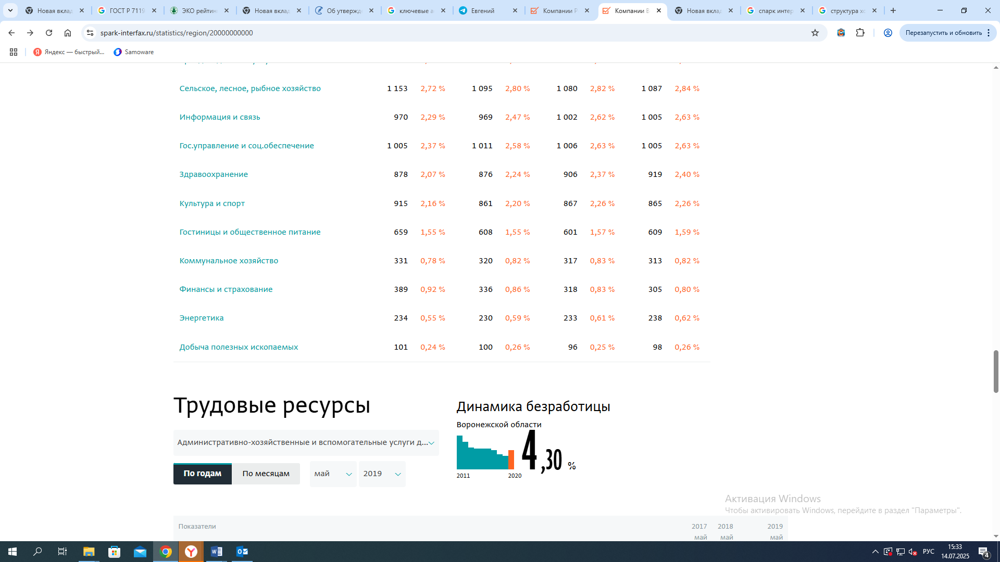 Новая вклад
ГОСТ Р 7119
ЭКО рейтинг
Новая вклад
Об утвержде
ключевые а
Евгений
Компании Р
Компании В
Новая вклад
спарк интер
структура хо
spark-interfax.ru/statistics/region/20000000000
Перезапустить и обновить
Яндекс — быстрый...
Samoware
Сельское, лесное, рыбное хозяйство 1 153 2,72 % 1 095 2,80 % 1 080 2,82 % 1 087 2,84 %
Информация и связь 970 2,29 % 969 2,47 % 1 002 2,62 % 1 005 2,63 %
Гос.управление и соц.обеспечение 1 005 2,37 % 1 011 2,58 % 1 006 2,63 % 1 005 2,63 %
Здравоохранение 878 2,07 % 876 2,24 % 906 2,37 % 919 2,40 %
Культура и спорт 915 2,16 % 861 2,20 % 867 2,26 % 865 2,26 %
Гостиницы и общественное питание 659 1,55 % 608 1,55 % 601 1,57 % 609 1,59 %
Коммунальное хозяйство 331 0,78 % 320 0,82 % 317 0,83 % 313 0,82 %
Финансы и страхование 389 0,92 % 336 0,86 % 318 0,83 % 305 0,80 %
Энергетика 234 0,55 % 230 0,59 % 233 0,61 % 238 0,62 %
Добыча полезных ископаемых 101 0,24 % 100 0,26 % 96 0,25 % 98 0,26 %
Трудовые ресурсы
Административно-хозяйственные и вспомогательные услуги д...
По годам По месяцам май 2019
Динамика безработицы
Воронежской области
4,30 %
2011 2020
Активация Windows
Чтобы активировать Windows, перейдите в раздел "Параметры".
Показатели 2017 2018 2019
май май май
РУС
15:33
14.07.2025
4